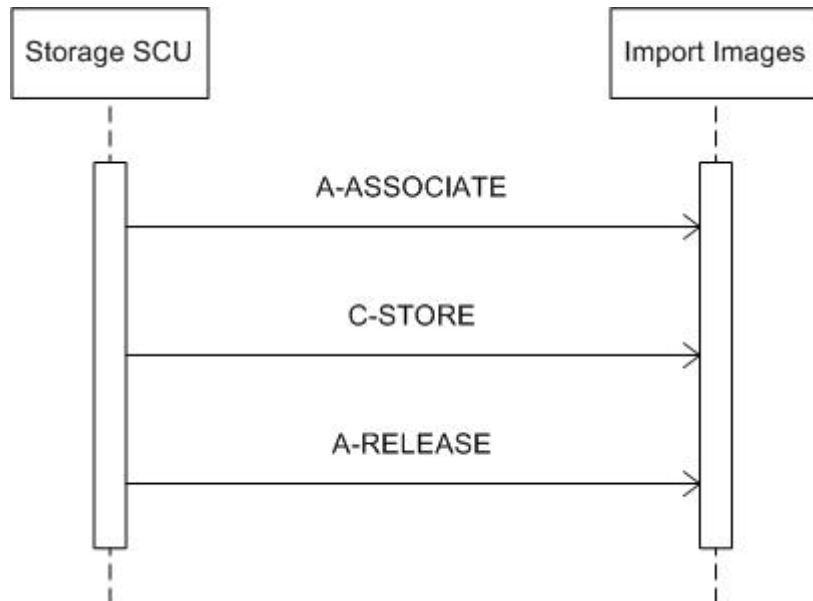 Storage SCU
Import Images
A-ASSOCIATE
C-STORE
A-RELEASE